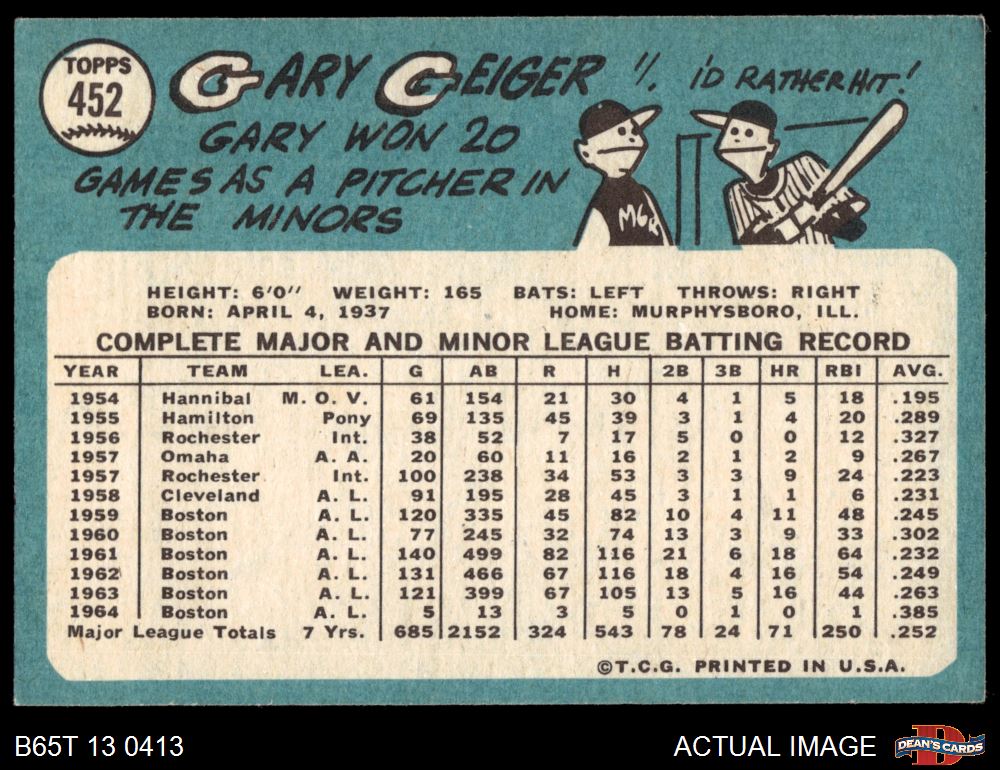 TOPPS
452
GARY GEIGER
I'D RATHER HIT!
GARY WON 20
GAMES AS A PITCHER IN
THE MINORS
MGR
HEIGHT: 6'0" WEIGHT: 165 BATS: LEFT THROWS: RIGHT
BORN: APRIL 4, 1937 HOME: MURPHYSBORO, ILL.
COMPLETE MAJOR AND MINOR LEAGUE BATTING RECORD
YEAR TEAM LEA. G AB R H 2B 3B HR RBI AVG.
1954 Hannibal M. O. V. 61 154 21 30 4 1 5 18 .195
1955 Hamilton Pony 69 135 45 39 3 1 4 20 .289
1956 Rochester Int. 38 52 7 17 5 0 0 12 .327
1957 Omaha A. A. 20 60 11 16 2 1 2 9 .267
1957 Rochester Int. 100 238 34 53 3 3 9 24 .223
1958 Cleveland A. L. 91 195 28 45 3 1 1 6 .231
1959 Boston A. L. 120 335 45 82 10 4 11 48 .245
1960 Boston A. L. 77 245 32 74 13 3 9 33 .302
1961 Boston A. L. 140 499 82 116 21 6 18 64 .232
1962 Boston A. L. 131 466 67 116 18 4 16 54 .249
1963 Boston A. L. 121 399 67 105 13 5 16 44 .263
1964 Boston A. L. 5 13 3 5 0 1 0 1 .385
Major League Totals 7 Yrs. 685 2152 324 543 78 24 71 250 .252
©T.C.G. PRINTED IN U.S.A.
B65T 13 0413
ACTUAL IMAGE
DEAN'S CARDS